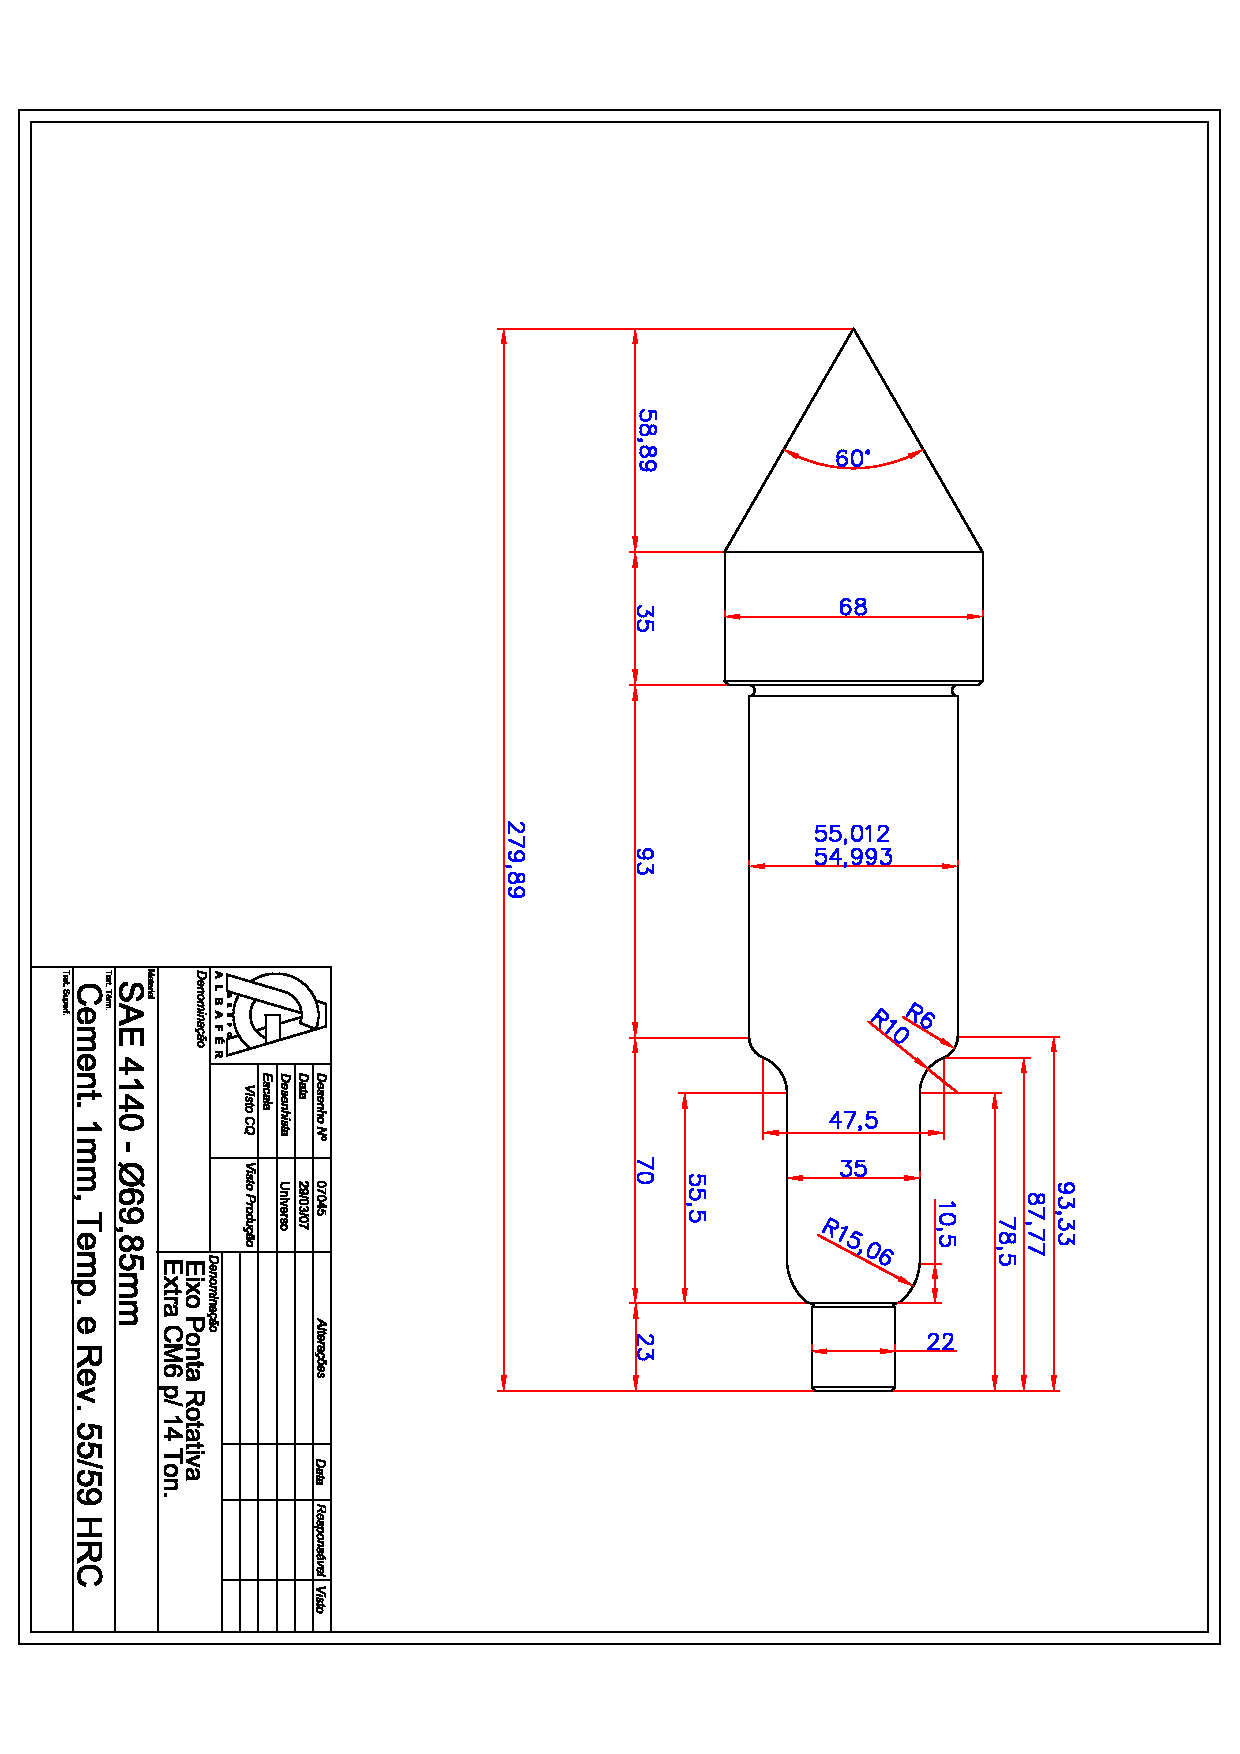 58,89
60°
35
68
93
279,89
55,012
54,993
R6
R10
47,5
35
70
55,5
R15,06
10,5
78,5
87,77
93,33
23
22
ALBAFÉR
Desenho Nº
07045
Alterações
Data
Responsável
Visto
Data
29/03/07
Desenhista
Universo
Escala
Visto CQ
Visto Produção
Denominação
Denominação
Eixo Ponta Rotativa
Extra CM6 p/ 14 Ton.
Material
SAE 4140 - Ø69,85mm
Trat. Térm.
Cement. 1mm, Temp. e Rev. 55/59 HRC
Trat. Superf.